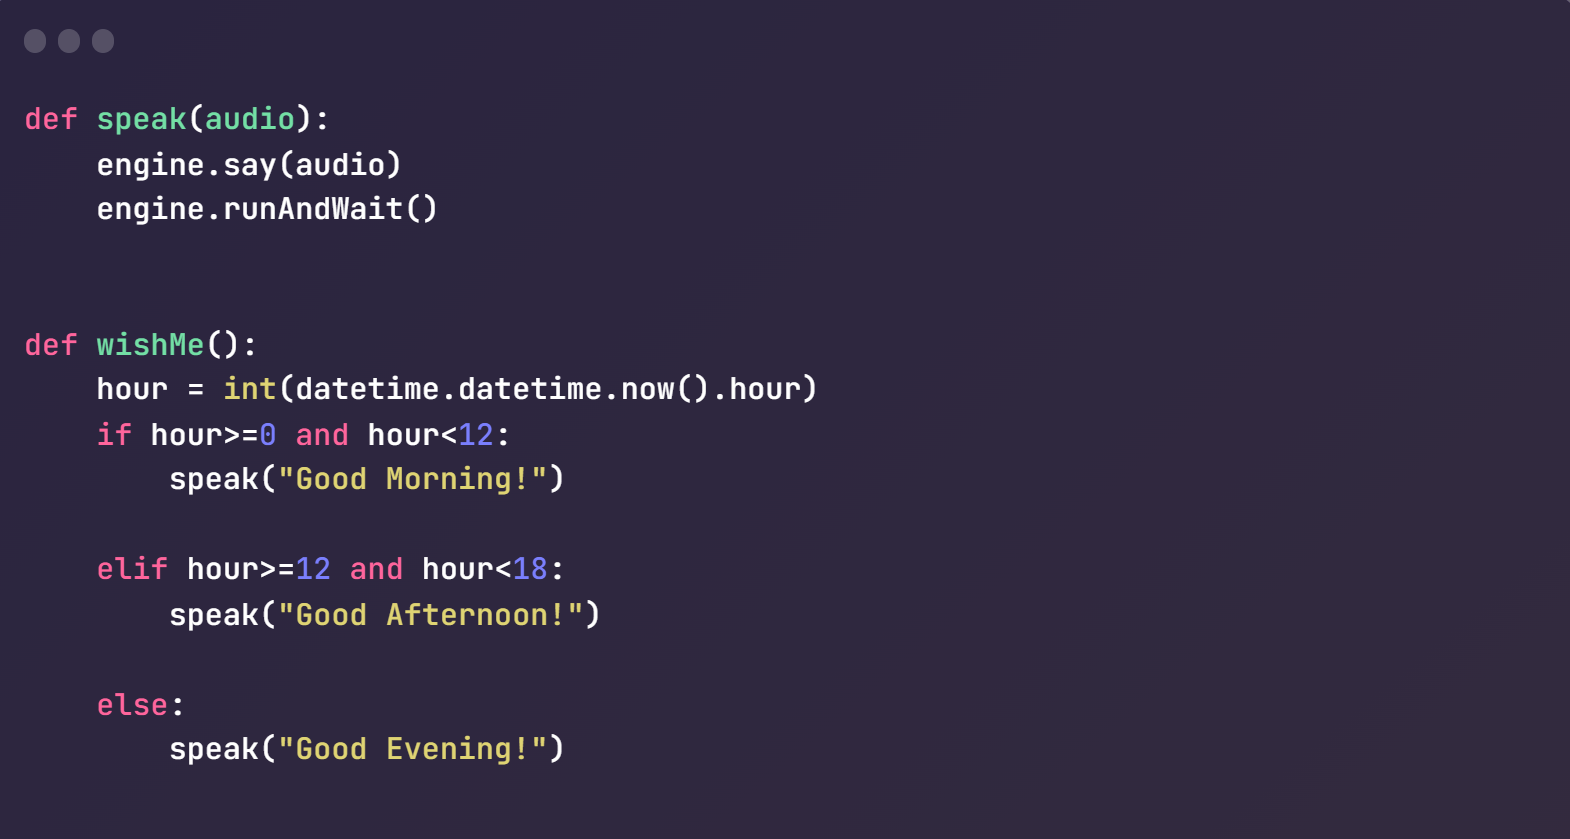 def speak(audio):
    engine.say(audio)
    engine.runAndWait()
def wishMe():
    hour = int(datetime.datetime.now().hour)
    if hour>=0 and hour<12:
        speak("Good Morning!")
    elif hour>=12 and hour<18:
        speak("Good Afternoon!")
    else:
        speak("Good Evening!")